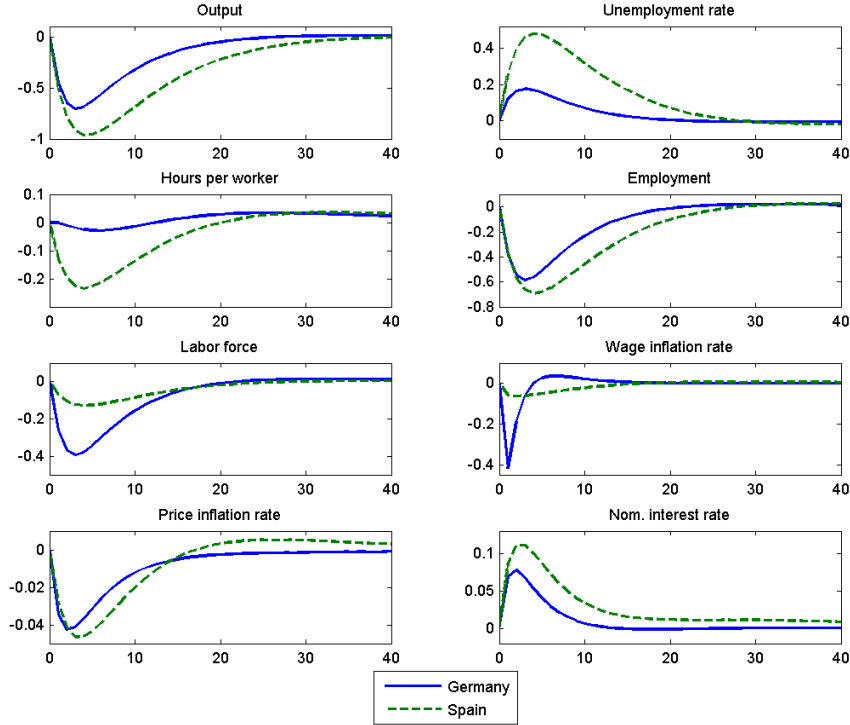 Output
Unemployment rate
0
-0.5
-1
0 10 20 30 40
0.4
0.2
0
0 10 20 30 40
Hours per worker
Employment
0.1
0
-0.1
-0.2
0 10 20 30 40
0
-0.2
-0.4
-0.6
-0.8
0 10 20 30 40
Labor force
Wage inflation rate
0
-0.2
-0.4
0 10 20 30 40
0
-0.2
-0.4
0 10 20 30 40
Price inflation rate
Nom. interest rate
0
-0.02
-0.04
0 10 20 30 40
0.1
0.05
0
0 10 20 30 40
Germany
Spain